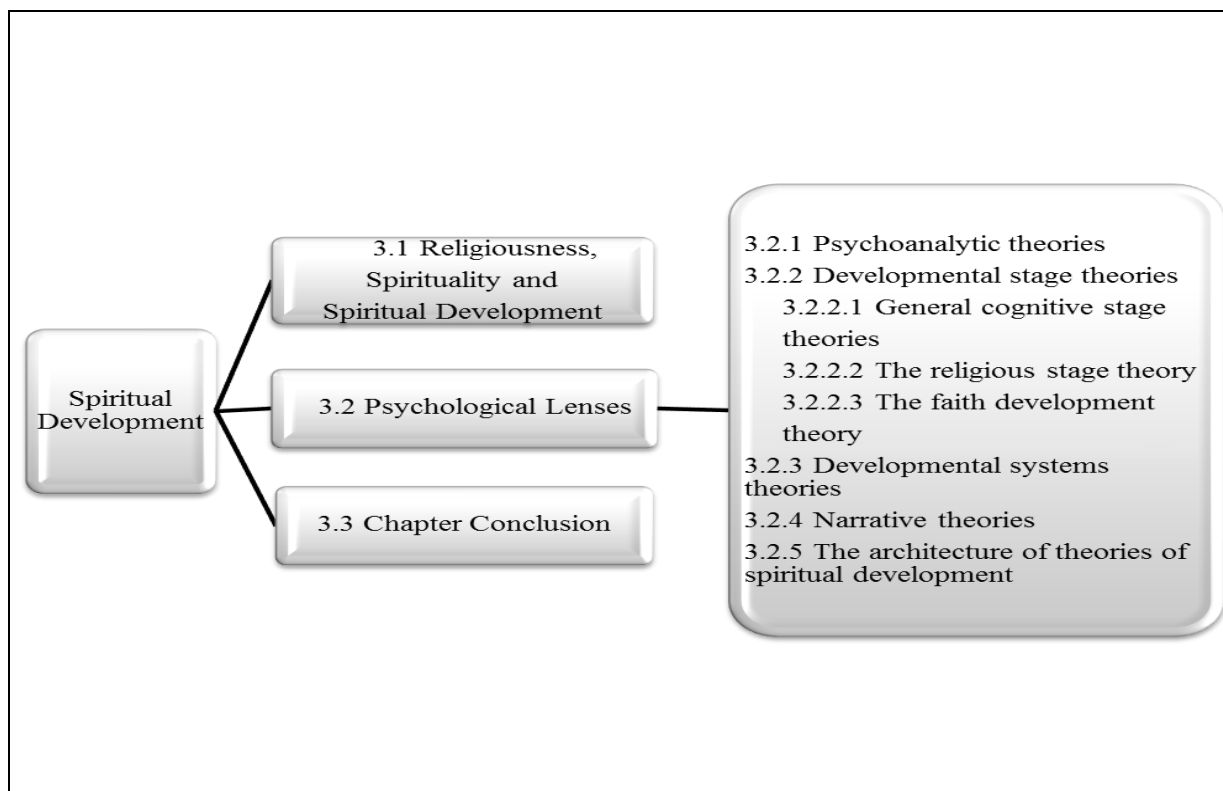 Spiritual
Development
3.1 Religiousness,
Spirituality and
Spiritual Development
3.2 Psychological Lenses
3.3 Chapter Conclusion
3.2.1 Psychoanalytic theories
3.2.2 Developmental stage theories
3.2.2.1 General cognitive stage
theories
3.2.2.2 The religious stage theory
3.2.2.3 The faith development
theory
3.2.3 Developmental systems
theories
3.2.4 Narrative theories
3.2.5 The architecture of theories of
spiritual development